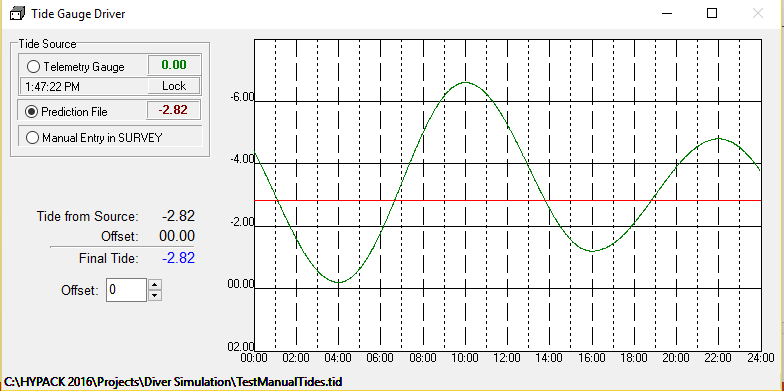 Tide Gauge Driver
Tide Source
Telemetry Gauge 0.00
1:47:22 PM Lock
Prediction File -2.82
Manual Entry in SURVEY
Tide from Source: -2.82
Offset: 00.00
Final Tide: -2.82
Offset: 0
-6.00
-4.00
-2.00
00.00
02.00
00:00 02:00 04:00 06:00 08:00 10:00 12:00 14:00 16:00 18:00 20:00 22:00 24:00
C:\HYPACK 2016\Projects\Diver Simulation\TestManualTides.tid